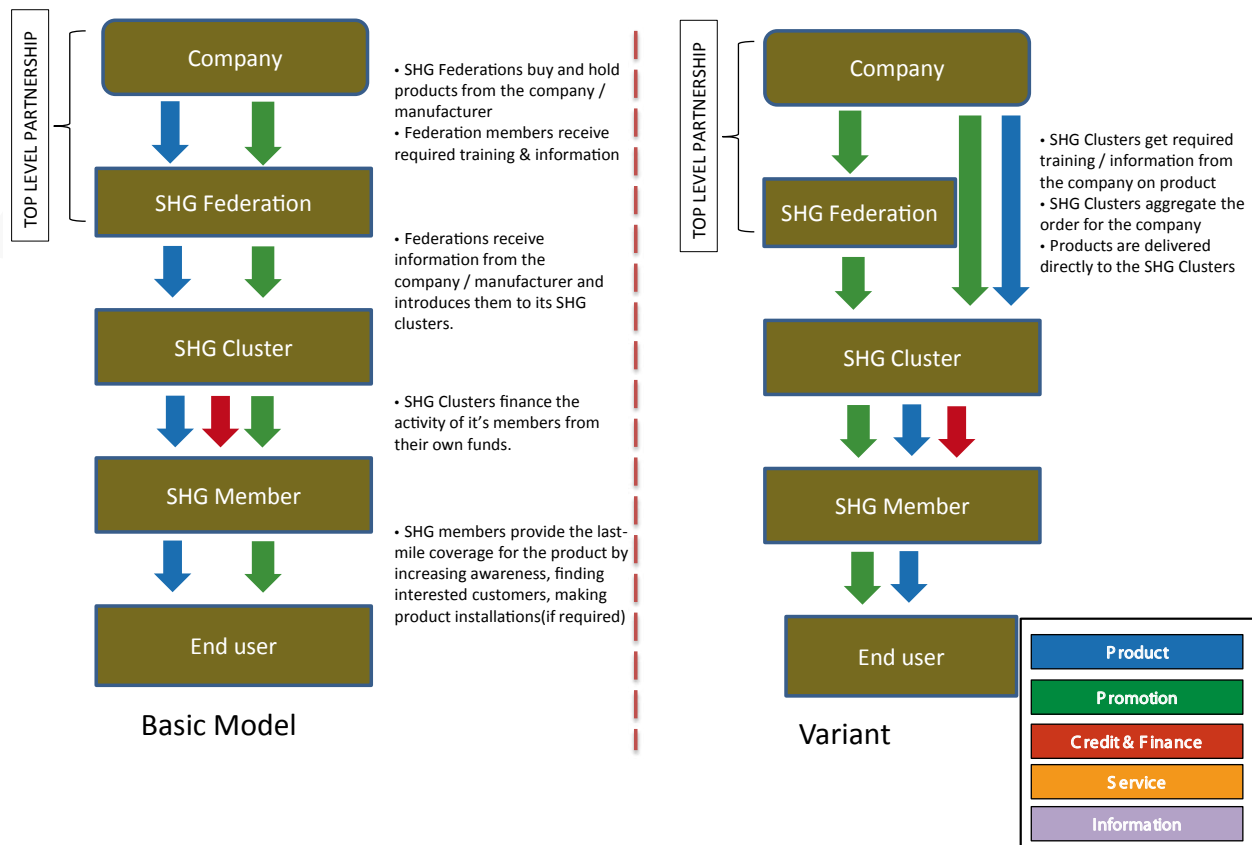 TOP LEVEL PARTNERSHIP
Company
SHG Federation
SHG Cluster
SHG Member
End user
Basic Model
• SHG Federations buy and hold
products from the company /
manufacturer
• Federation members receive
required training & information
• Federations receive
information from the
company / manufacturer and
introduces them to its SHG
clusters.
• SHG Clusters finance the
activity of it's members from
their own funds.
• SHG members provide the last-
mile coverage for the product by
increasing awareness, finding
interested customers, making
product installations(if required)
TOP LEVEL PARTNERSHIP
Company
SHG Federation
SHG Cluster
SHG Member
End user
Variant
• SHG Clusters get required
training / information from
the company on product
• SHG Clusters aggregate the
order for the company
• Products are delivered
directly to the SHG Clusters
Product
Promotion
Credit & Finance
Service
Information